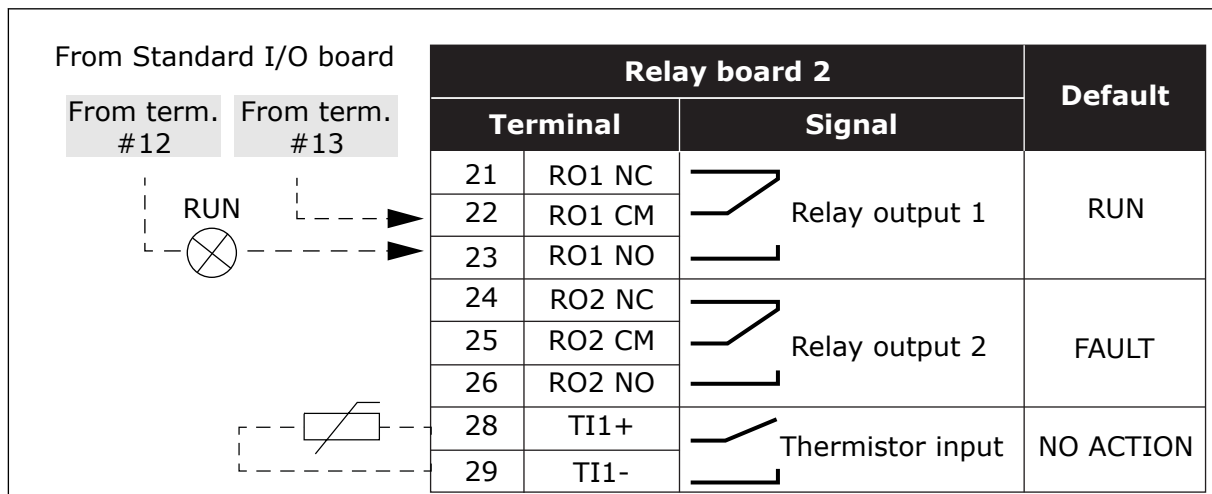 From Standard I/O board
From term. #12
From term. #13
RUN
Relay board 2
Default
Terminal
Signal
21 RO1 NC
22 RO1 CM
23 RO1 NO
Relay output 1
RUN
24 RO2 NC
25 RO2 CM
26 RO2 NO
Relay output 2
FAULT
28 TI1+
29 TI1-
Thermistor input
NO ACTION